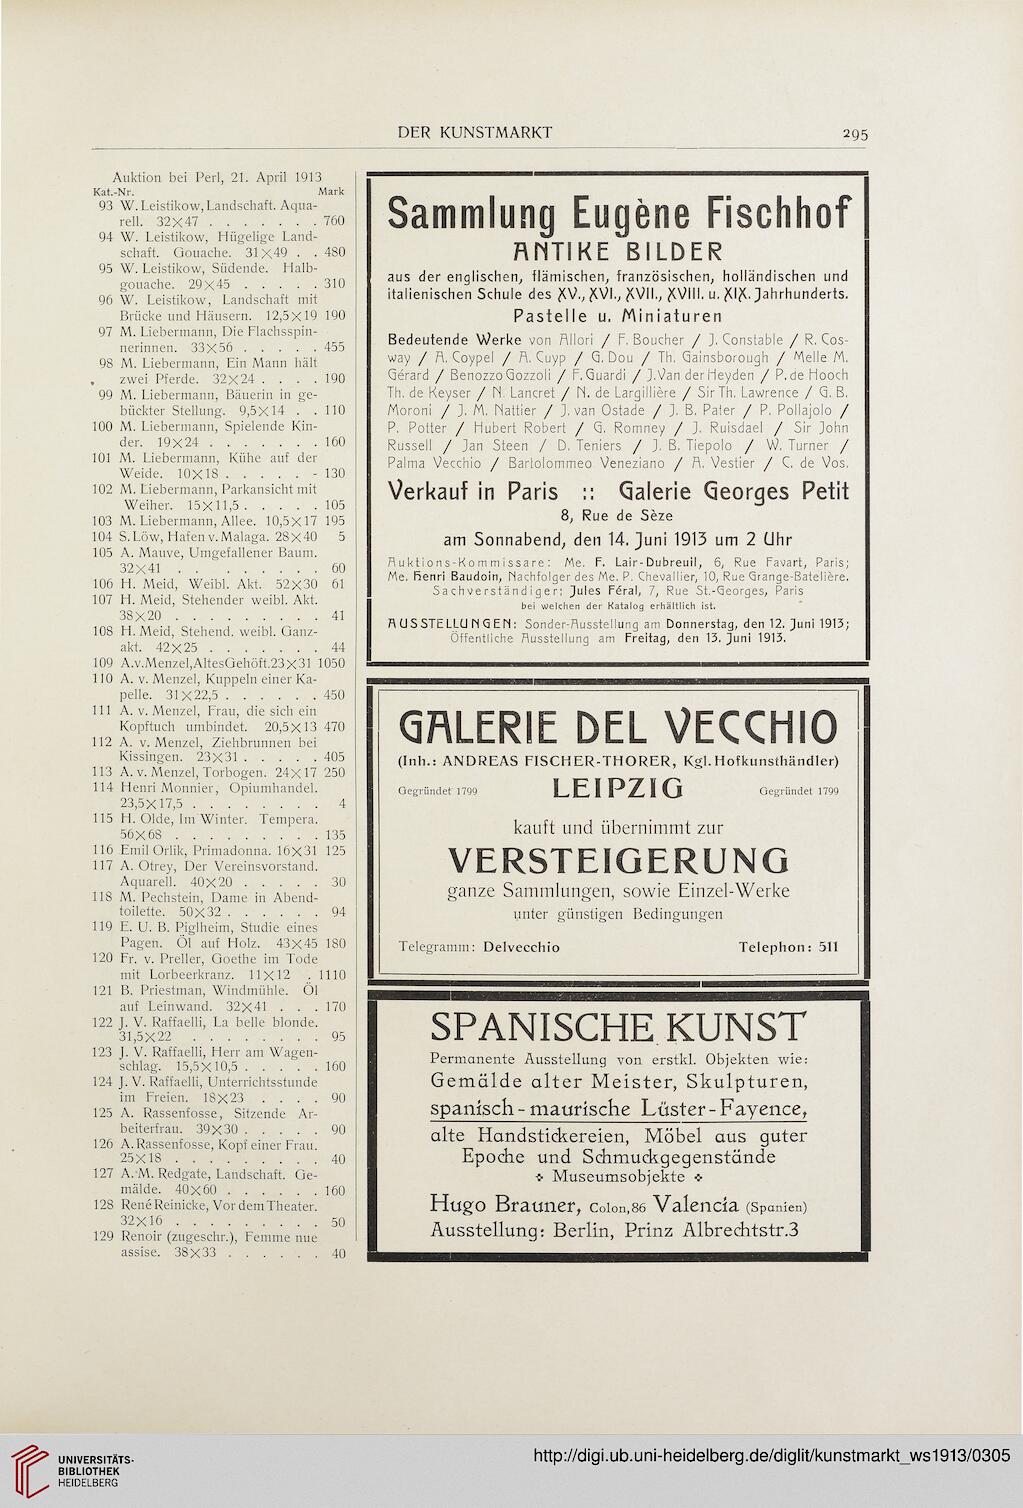 DER KUNSTMARKT 295
Auktion bei Perl, 21. April 1913
Kat.-Nr. Mark
93 W. Leistikow, Landschaft. Aqua-
rell. 32×47 . . . . . . . 760
94 W. Leistikow, Hügelige Land-
schaft. Gouache. 31×49 . . 480
95 W. Leistikow, Südende. Halb-
gouache. 29×45 . . . . . 310
96 W. Leistikow, Landschaft mit
Brücke und Häusern. 12,5×19 190
97 M. Liebermann, Die Flachsspin-
nerinnen. 33×56 . . . . . 455
98 M. Liebermann, Ein Mann hält
zwei Pferde. 32×24 . . . . 190
99 M. Liebermann, Bäuerin in ge-
bückter Stellung. 9,5×14 . . 110
100 M. Liebermann, Spielende Kin-
der. 19×24 . . . . . . . 160
101 M. Liebermann, Kühe auf der
Weide. 10×18 . . . . . - 130
102 M. Liebermann, Parkansicht mit
Weiher. 15×11,5 . . . . . 105
103 M. Liebermann, Allee. 10,5×17 195
104 S. Löw, Hafen v. Malaga. 28×40 5
105 A. Mauve, Umgefallener Baum.
32×41 . . . . . . . . 60
106 H. Meid, Weibl. Akt. 52×30 61
107 H. Meid, Stehender weibl. Akt.
38×20 . . . . . . . . . 41
108 H. Meid, Stehend. weibl. Ganz-
akt. 42×25 . . . . . . . 44
109 A.v.Menzel, Altes Gehöft. 23×31 1050
110 A. v. Menzel, Kuppeln einer Ka-
pelle. 31×22,5 . . . . . . 450
111 A. v. Menzel, Frau, die sich ein
Kopftuch umbindet. 20,5×13 470
112 A. v. Menzel, Ziehbrunnen bei
Kissingen. 23×31 . . . . . 405
113 A. v. Menzel, Torbogen. 24×17 250
114 Henri Monnier, Opiumhandel.
23,5×17,5 . . . . . . . . 4
115 H. Olde, Im Winter. Tempera.
56×68 . . . . . . . . . 135
116 Emil Orlik, Primadonna. 16×31 125
117 A. Otrey, Der Vereinsvorstand.
Aquarell. 40×20 . . . . . 30
118 M. Pechstein, Dame in Abend-
toilette. 50×32 . . . . . . 94
119 E. U. B. Piglheim, Studie eines
Pagen. Öl auf Holz. 43×45 180
120 Fr. v. Preller, Goethe im Tode
mit Lorbeerkranz. 11×12 . 1110
121 B. Priestman, Windmühle. Öl
auf Leinwand. 32×41 . . . 170
122 J. V. Raffaelli, La belle blonde.
31,5×22 . . . . . . . . 95
123 J. V. Raffaelli, Herr am Wagen-
schlag. 15,5×10,5 . . . . . 160
124 J. V. Raffaelli, Unterrichtsstunde
im Freien. 18×23 . . . . 90
125 A. Rassenfosse, Sitzende Ar-
beiterfrau. 39×30 . . . . . 90
126 A. Rassenfosse, Kopf einer Frau.
25×18 . . . . . . . . . 40
127 A. M. Redgate, Landschaft. Ge-
mälde. 40×60 . . . . . . 160
128 René Reinicke, Vor dem Theater.
32×16 . . . . . . . . . 50
129 Renoir (zugeschr.), Femme nue
assise. 38×33 . . . . . . 40
Sammlung Eugène Fischhof
ANTIKE BILDER
aus der englischen, flämischen, französischen, holländischen und
italienischen Schule des XV., XVI., XVII., XVIII. u. XIX. Jahrhunderts.
Pastelle u. Miniaturen
Bedeutende Werke von Allori / F. Boucher / J. Constable / R. Cos-
way / A. Coypel / A. Cuyp / G. Dou / Th. Gainsborough / Melle M.
Gérard / Benozzo Gozzoli / F. Guardi / J. Van der Heyden / P. de Hooch
Th. de Keyser / N. Lancret / N. de Largillière / Sir Th. Lawrence / G. B.
Moroni / J. M. Nattier / J. van Ostade / J. B. Pater / P. Pollajolo /
P. Potter / Hubert Robert / G. Romney / J. Ruisdael / Sir John
Russell / Jan Steen / D. Teniers / J. B. Tiepolo / W. Turner /
Palma Vecchio / Bartolommeo Veneziano / A. Vestier / C. de Vos.
Verkauf in Paris :: Galerie Georges Petit
8, Rue de Sèze
am Sonnabend, den 14. Juni 1913 um 2 Uhr
Auktions-Kommissare: Me. F. Lair-Dubreuil, 6, Rue Favart, Paris;
Me. Henri Baudoin, Nachfolger des Me. P. Chevallier, 10, Rue Grange-Batelière.
Sachverständiger: Jules Féral, 7, Rue St.-Georges, Paris
bei welchen der Katalog erhältlich ist.
AUSSTELLUNGEN: Sonder-Ausstellung am Donnerstag, den 12. Juni 1913;
Öffentliche Ausstellung am Freitag, den 13. Juni 1913.
GALERIE DEL VECCHIO
(Inh.: ANDREAS FISCHER-THORER, Kgl. Hofkunsthändler)
Gegründet 1799 LEIPZIG Gegründet 1799
kauft und übernimmt zur
VERSTEIGERUNG
ganze Sammlungen, sowie Einzel-Werke
unter günstigen Bedingungen
Telegramm: Delvecchio Telephon: 511
SPANISCHE KUNST
Permanente Ausstellung von erstkl. Objekten wie:
Gemälde alter Meister, Skulpturen,
spanisch-maurische Lüster-Fayence,
alte Handstickereien, Möbel aus guter
Epoche und Schmuckgegenstände
Museumsobjekte
Hugo Brauner, Colon, 86 Valencia (Spanien)
Ausstellung: Berlin, Prinz Albrechtstr. 3
UNIVERSITÄTS-
BIBLIOTHEK
HEIDELBERG
http://digi.ub.uni-heidelberg.de/diglit/kunstmarkt_ws1913/0305